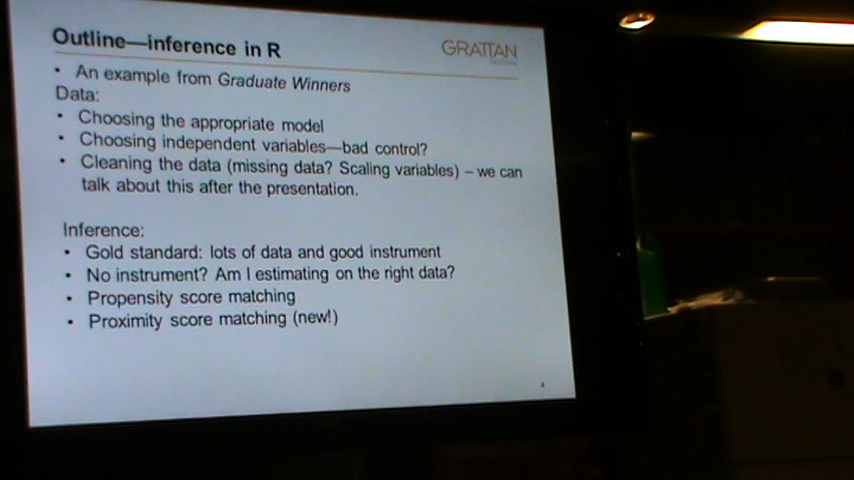 Outline—inference in R
GRATTAN
• An example from Graduate Winners
Data:
• Choosing the appropriate model
• Choosing independent variables—bad control?
• Cleaning the data (missing data? Scaling variables) – we can
talk about this after the presentation.
Inference:
• Gold standard: lots of data and good instrument
• No instrument? Am I estimating on the right data?
• Propensity score matching
• Proximity score matching (new!)